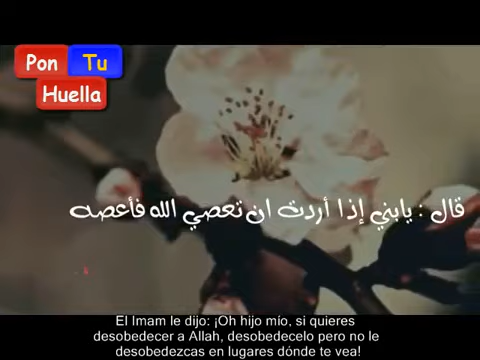 Pon Tu
Huella
قال : يابني إذا أردت ان تعصي الله فأعصه
El Imam le dijo: ¡Oh hijo mío, si quieres
desobedecer a Allah, desobedecelo pero no le
desobedezcas en lugares dónde te vea!